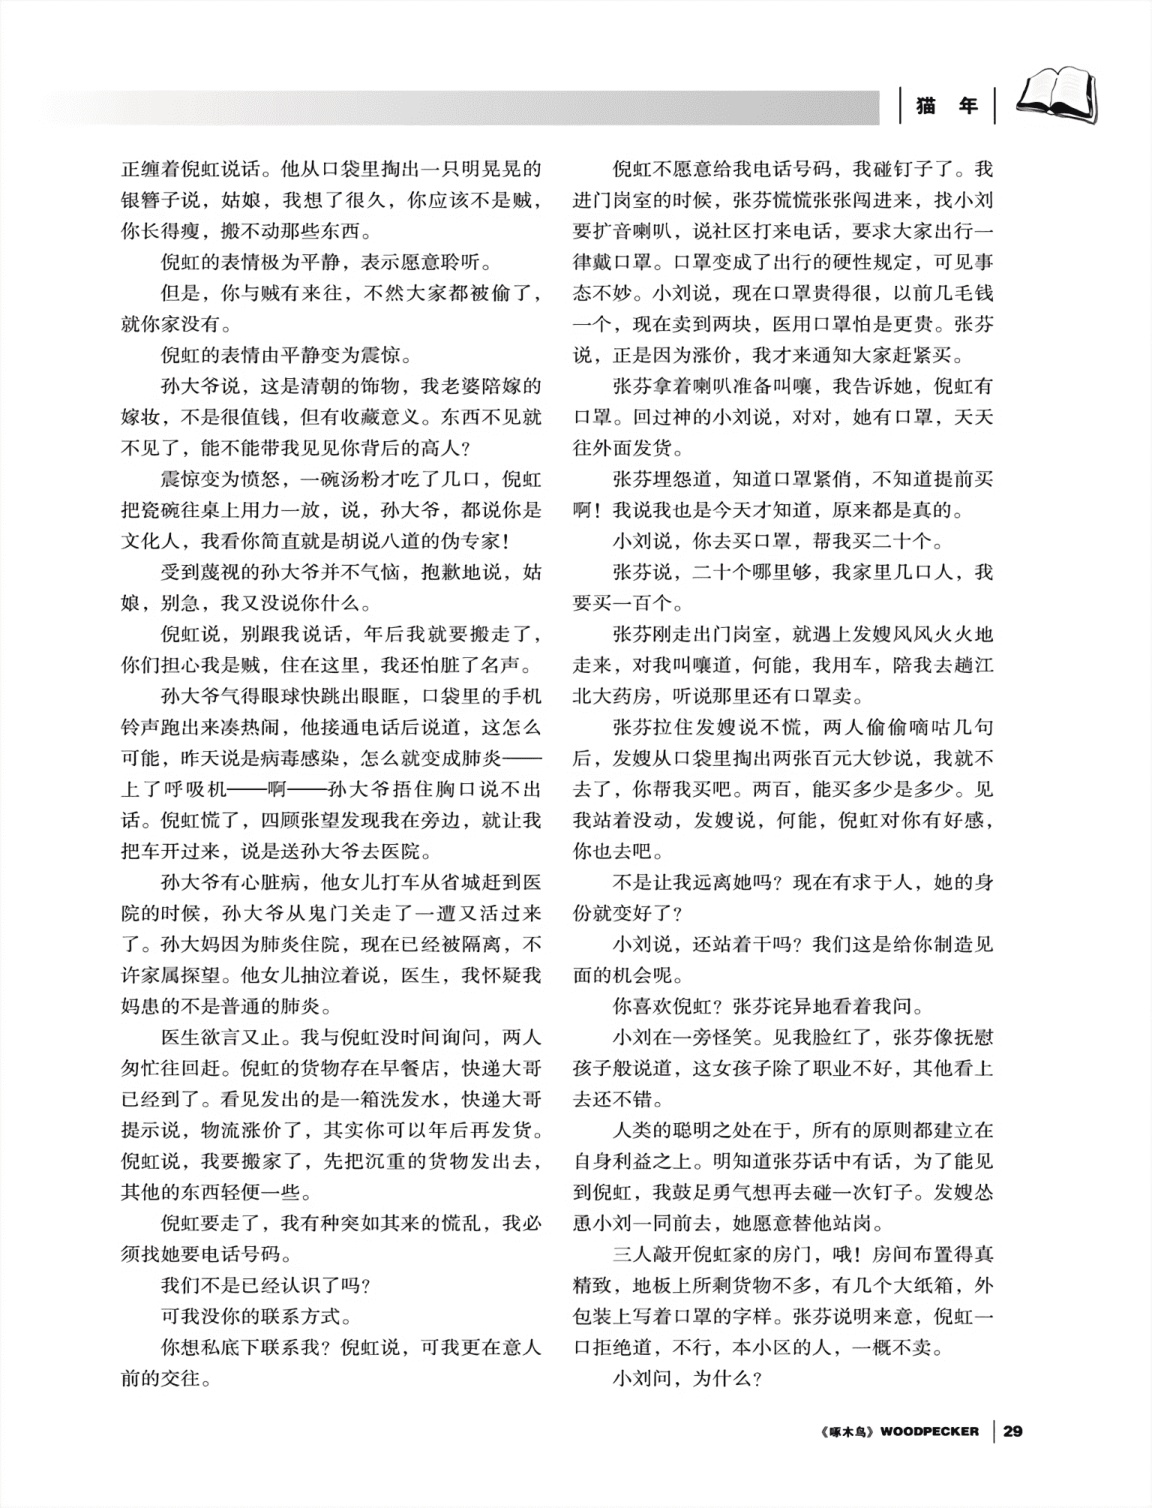 猫 年
正缠着倪虹说话。他从口袋里掏出一只明晃晃的
银簪子说，姑娘，我想了很久，你应该不是贼，
你长得瘦，搬不动那些东西。
倪虹的表情极为平静，表示愿意聆听。
但是，你与贼有来往，不然大家都被偷了，
就你家没有。
倪虹的表情由平静变为震惊。
孙大爷说，这是清朝的饰物，我老婆陪嫁的
嫁妆，不是很值钱，但有收藏意义。东西不见就
不见了，能不能带我见见你背后的高人？
震惊变为愤怒，一碗汤粉才吃了几口，倪虹
把瓷碗往桌上用力一放，说，孙大爷，都说你是
文化人，我看你简直就是胡说八道的伪专家！
受到蔑视的孙大爷并不气恼，抱歉地说，姑
娘，别急，我又没说你什么。
倪虹说，别跟我说话，年后我就要搬走了，
你们担心我是贼，住在这里，我还怕脏了名声。
孙大爷气得眼球快跳出眼眶，口袋里的手机
铃声跑出来凑热闹，他接通电话后说道，这怎么
可能，昨天说是病毒感染，怎么就变成肺炎——
上了呼吸机——啊——孙大爷捂住胸口说不出
话。倪虹慌了，四顾张望发现我在旁边，就让我
把车开过来，说是送孙大爷去医院。
孙大爷有心脏病，他女儿打车从省城赶到医
院的时候，孙大爷从鬼门关走了一遭又活过来
了。孙大妈因为肺炎住院，现在已经被隔离，不
许家属探望。他女儿抽泣着说，医生，我怀疑我
妈患的不是普通的肺炎。
医生欲言又止。我与倪虹没时间询问，两人
匆忙往回赶。倪虹的货物存在早餐店，快递大哥
已经到了。看见发出的是一箱洗发水，快递大哥
提示说，物流涨价了，其实你可以年后再发货。
倪虹说，我要搬家了，先把沉重的货物发出去，
其他的东西轻便一些。
倪虹要走了，我有种突如其来的慌乱，我必
须找她要电话号码。
我们不是已经认识了吗？
可我没你的联系方式。
你想私底下联系我？倪虹说，可我更在意人
前的交往。
倪虹不愿意给我电话号码，我碰钉子了。我
进门岗室的时候，张芬慌慌张张闯进来，找小刘
要扩音喇叭，说社区打来电话，要求大家出行一
律戴口罩。口罩变成了出行的硬性规定，可见事
态不妙。小刘说，现在口罩贵得很，以前几毛钱
一个，现在卖到两块，医用口罩怕是更贵。张芬
说，正是因为涨价，我才来通知大家赶紧买。
张芬拿着喇叭准备叫嚷，我告诉她，倪虹有
口罩。回过神的小刘说，对对，她有口罩，天天
往外面发货。
张芬埋怨道，知道口罩紧俏，不知道提前买
啊！我说我也是今天才知道，原来都是真的。
小刘说，你去买口罩，帮我买二十个。
张芬说，二十个哪里够，我家里几口人，我
要买一百个。
张芬刚走出门岗室，就遇上发嫂风风火火地
走来，对我叫嚷道，何能，我用车，陪我去趟江
北大药房，听说那里还有口罩卖。
张芬拉住发嫂说不慌，两人偷偷嘀咕几句
后，发嫂从口袋里掏出两张百元大钞说，我就不
去了，你帮我买吧。两百，能买多少是多少。见
我站着没动，发嫂说，何能，倪虹对你有好感，
你也去吧。
不是让我远离她吗？现在有求于人，她的身
份就变好了？
小刘说，还站着干吗？我们这是给你制造见
面的机会呢。
你喜欢倪虹？张芬诧异地看着我问。
小刘在一旁怪笑。见我脸红了，张芬像抚慰
孩子般说道，这女孩子除了职业不好，其他看上
去还不错。
人类的聪明之处在于，所有的原则都建立在
自身利益之上。明知道张芬话中有话，为了能见
到倪虹，我鼓足勇气想再去碰一次钉子。发嫂怂
恿小刘一同前去，她愿意替他站岗。
三人敲开倪虹家的房门，哦！房间布置得真
精致，地板上所剩货物不多，有几个大纸箱，外
包装上写着口罩的字样。张芬说明来意，倪虹一
口拒绝道，不行，本小区的人，一概不卖。
小刘问，为什么？
《啄木鸟》WOODPECKER 29